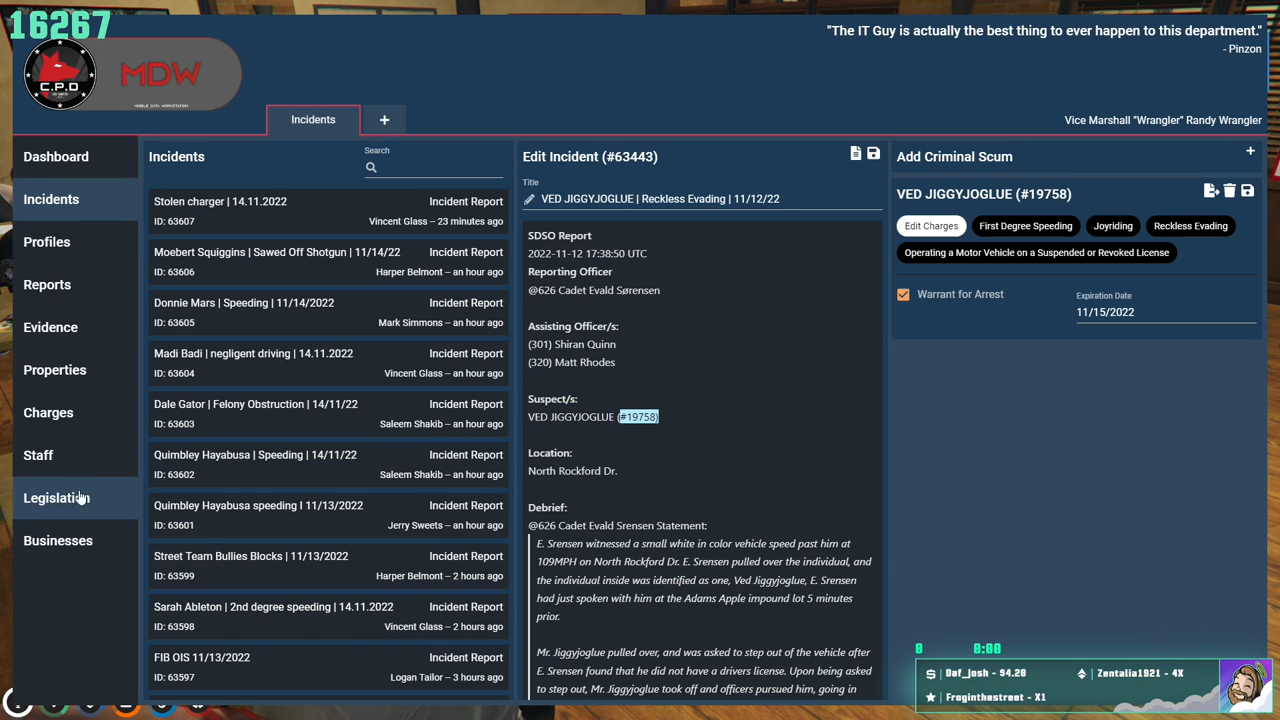 16267
"The IT Guy is actually the best thing to ever happen to this department."
- Pinzon
C.P.D
MDW
MOBILE DATA WORKSTATION
Incidents
+
Vice Marshall "Wrangler" Randy Wrangler
Dashboard
Incidents
Profiles
Reports
Evidence
Properties
Charges
Staff
Legislation
Businesses
Incidents
Search
Stolen charger | 14.11.2022 Incident Report
ID: 63607 Vincent Glass – 23 minutes ago
Moebert Squiggins | Sawed Off Shotgun | 11/14/22 Incident Report
ID: 63606 Harper Belmont – an hour ago
Donnie Mars | Speeding | 11/14/2022 Incident Report
ID: 63605 Mark Simmons – an hour ago
Madi Badi | negligent driving | 14.11.2022 Incident Report
ID: 63604 Vincent Glass – an hour ago
Dale Gator | Felony Obstruction | 14/11/22 Incident Report
ID: 63603 Saleem Shakib – an hour ago
Quimbley Hayabusa | Speeding | 14/11/22 Incident Report
ID: 63602 Saleem Shakib – an hour ago
Quimbley Hayabusa speeding I 11/13/2022 Incident Report
ID: 63601 Jerry Sweets – an hour ago
Street Team Bullies Blocks | 11/13/2022 Incident Report
ID: 63599 Harper Belmont – 2 hours ago
Sarah Ableton | 2nd degree speeding | 14.11.2022 Incident Report
ID: 63598 Vincent Glass – 2 hours ago
FIB OIS 11/13/2022 Incident Report
ID: 63597 Logan Tailor – 3 hours ago
Edit Incident (#63443)
Title
VED JIGGYJOGLUE | Reckless Evading | 11/12/22
SDSO Report
2022-11-12 17:38:50 UTC
Reporting Officer
@626 Cadet Evald Sørensen
Assisting Officer/s:
(301) Shiran Quinn
(320) Matt Rhodes
Suspect/s:
VED JIGGYJOGLUE (#19758)
Location:
North Rockford Dr.
Debrief:
@626 Cadet Evald Srensen Statement:
E. Srensen witnessed a small white in color vehicle speed past him at
109MPH on North Rockford Dr. E. Srensen pulled over the individual, and
the individual inside was identified as one, Ved Jiggyjoglue, E. Srensen
had just spoken with him at the Adams Apple impound lot 5 minutes
prior.
Mr. Jiggyjoglue pulled over, and was asked to step out of the vehicle after
E. Srensen found that he did not have a drivers license. Upon being asked
to step out, Mr. Jiggyjoglue took off and officers pursued him, going in
Add Criminal Scum
+
VED JIGGYJOGLUE (#19758)
Edit Charges First Degree Speeding Joyriding Reckless Evading
Operating a Motor Vehicle on a Suspended or Revoked License
Warrant for Arrest
Expiration Date
11/15/2022
0 0:00
Daf_josh - $4.20 Zentalia1921 - 4X
Froginthestreet - X1